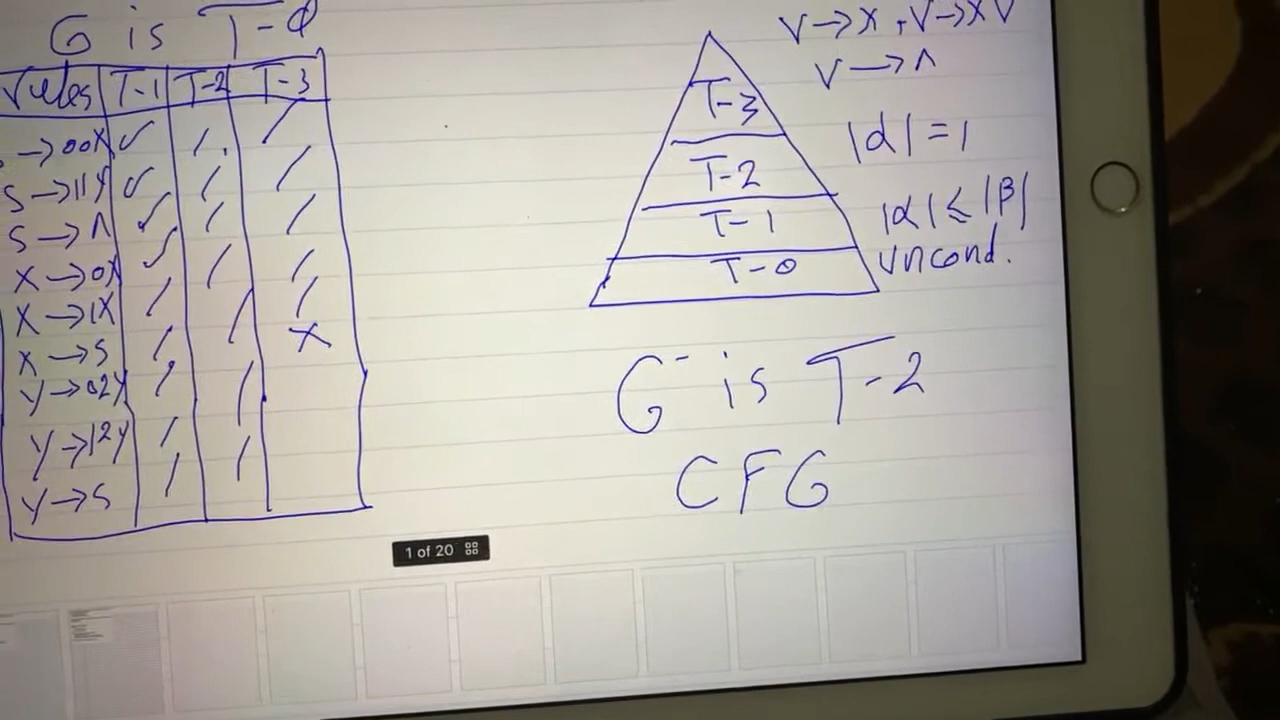 G is T-0
rules T-1 T-2 T-3
→00X ✓ / /
S→11Y ✓ / /
S→Λ ✓ / /
X→0X ✓ / /
X→1X / / /
X→S / / X
Y→02Y / /
Y→12Y / /
Y→S / /
V→X, V→XV
V→Λ
T-3
|α|=1
T-2
T-1 |α|≤|β|
T-0 uncond.
G is T-2
CFG
1 of 20